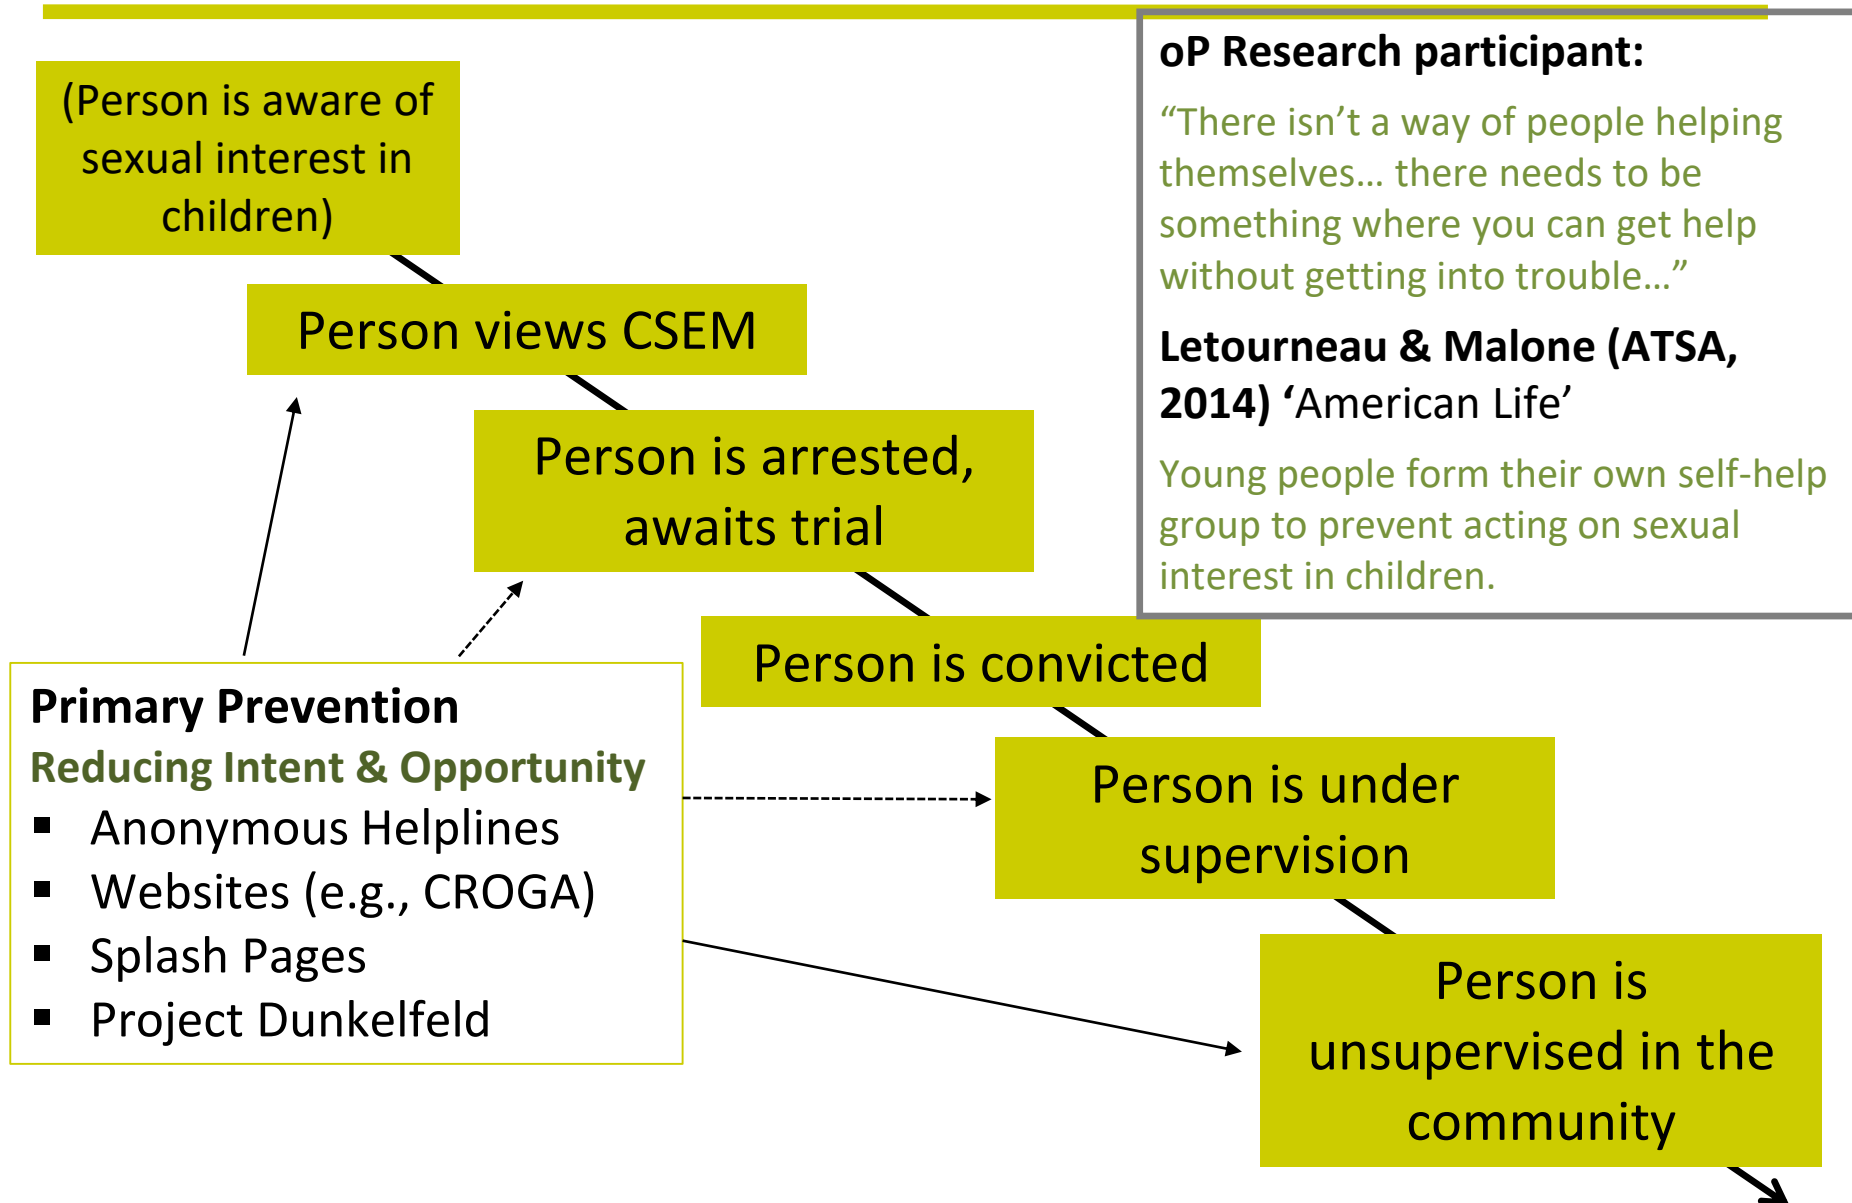 (Person is aware of
sexual interest in
children)
Person views CSEM
Person is arrested,
awaits trial
Person is convicted
Person is under
supervision
Person is
unsupervised in the
community
oP Research participant:
“There isn’t a way of people helping
themselves… there needs to be
something where you can get help
without getting into trouble…”
Letourneau & Malone (ATSA,
2014) ‘American Life’
Young people form their own self-help
group to prevent acting on sexual
interest in children.
Primary Prevention
Reducing Intent & Opportunity
▪ Anonymous Helplines
▪ Websites (e.g., CROGA)
▪ Splash Pages
▪ Project Dunkelfeld